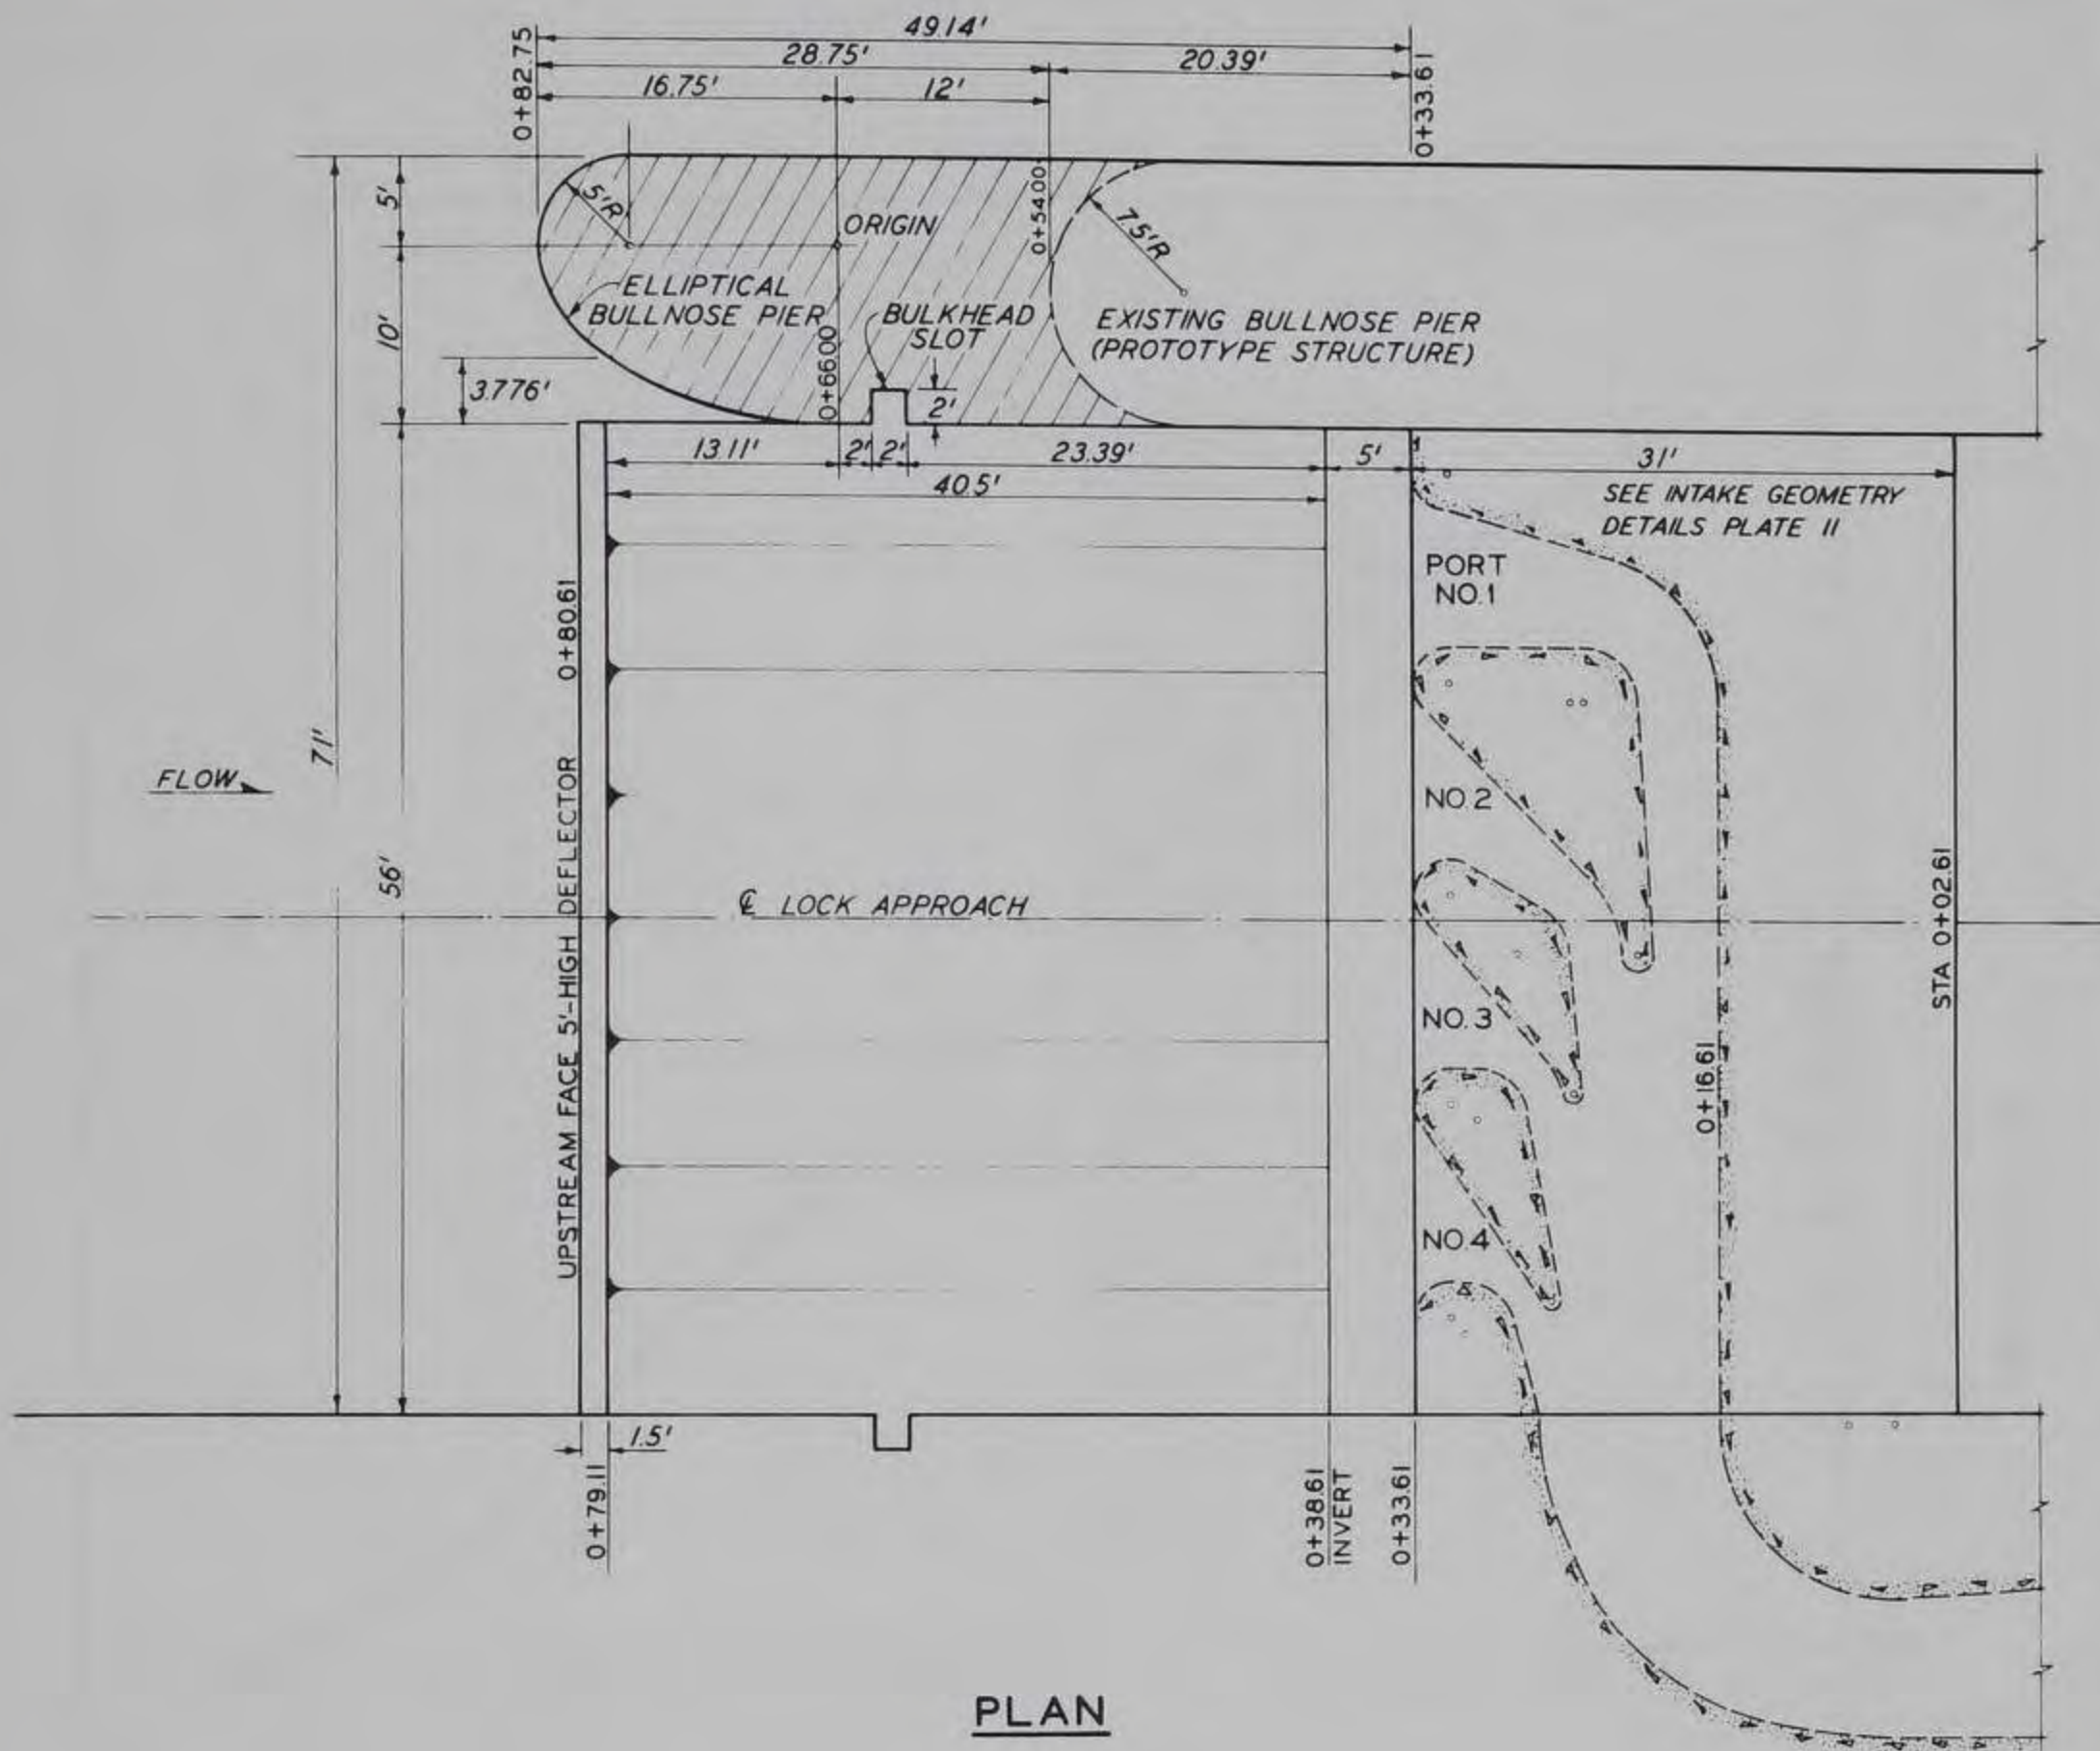 49.14'
28.75'
20.39'
16.75'
12'
0+82.75
0+33.61
5'
5'R
ORIGIN
0+54.00
7.5'R
ELLIPTICAL
BULLNOSE PIER
BULKHEAD
SLOT
EXISTING BULLNOSE PIER
(PROTOTYPE STRUCTURE)
10'
0+66.00
3.776'
2'
13.11'
2'
2'
23.39'
5'
31'
40.5'
SEE INTAKE GEOMETRY
DETAILS PLATE 11
PORT
NO.1
71'
FLOW
NO.2
56'
UPSTREAM FACE 5'-HIGH DEFLECTOR 0+80.61
℄ LOCK APPROACH
STA 0+02.61
NO.3
0+16.61
NO.4
1.5'
0+79.11
0+38.61
INVERT
0+33.61
PLAN